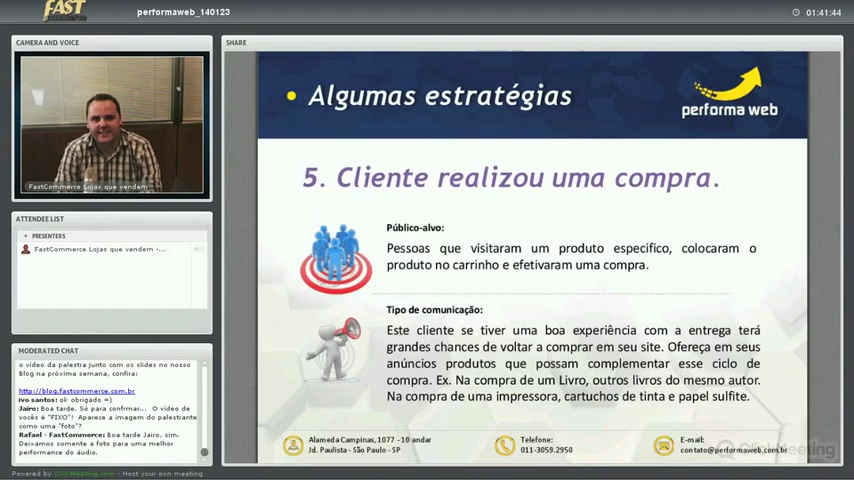 FAST
performaweb_140123
01:41:44
CAMERA AND VOICE
SHARE
FastCommerce Lojas que vendem
ATTENDEE LIST
PRESENTERS
FastCommerce Lojas que vendem -...
MODERATED CHAT
o vídeo da palestra junto com os slides no nosso
Blog na próxima semana, confira:
http://blog.fastcommerce.com.br
ivo santos: ok obrigado =)
Jairo: Boa tarde. Só para confirmar... O vídeo de
vocês é "FIXO"! Aparece a imagem do palestrante
como uma "foto"?
Rafael - FastCommerce: Boa tarde Jairo, sim.
Deixamos somente a foto para uma melhor
performance do áudio.
Powered by ClickMeeting.com - Host your own meeting
• Algumas estratégias
performa web
5. Cliente realizou uma compra.
Público-alvo:
Pessoas que visitaram um produto especifico, colocaram o
produto no carrinho e efetivaram uma compra.
Tipo de comunicação:
Este cliente se tiver uma boa experiência com a entrega terá
grandes chances de voltar a comprar em seu site. Ofereça em seus
anúncios produtos que possam complementar esse ciclo de
compra. Ex. Na compra de um Livro, outros livros do mesmo autor.
Na compra de uma impressora, cartuchos de tinta e papel sulfite.
Alameda Campinas, 1077 - 10 andar
Jd. Paulista - São Paulo - SP
Telefone:
011-3059.2950
E-mail:
contato@performaweb.com.br
ClickMeeting